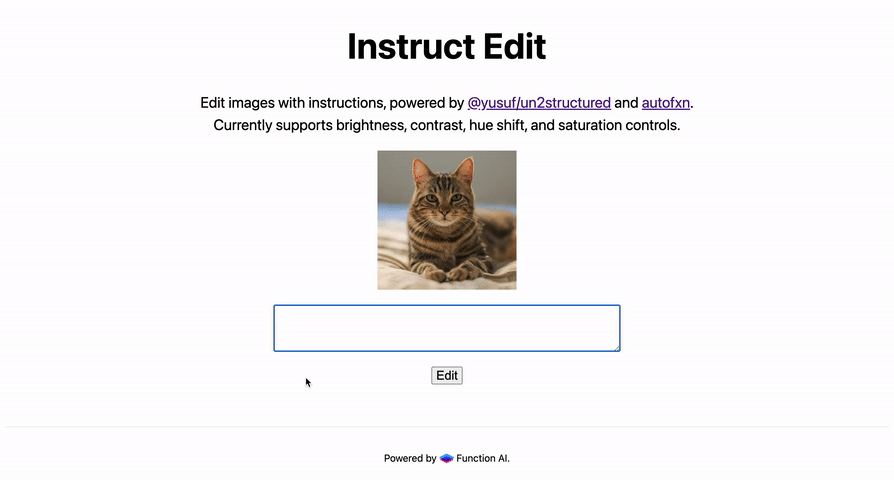 Instruct Edit
Edit images with instructions, powered by @yusuf/un2structured and autofxn.
Currently supports brightness, contrast, hue shift, and saturation controls.
Edit
Powered by Function AI.